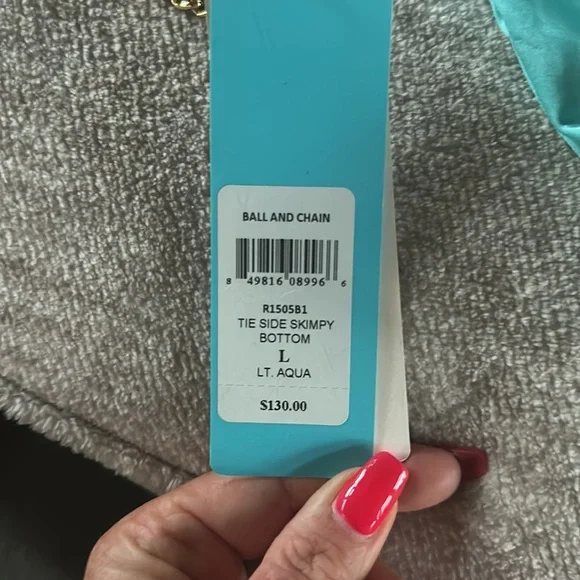 BALL AND CHAIN
8 49816 08996 6
R1505B1
TIE SIDE SKIMPY
BOTTOM
L
LT. AQUA
$130.00